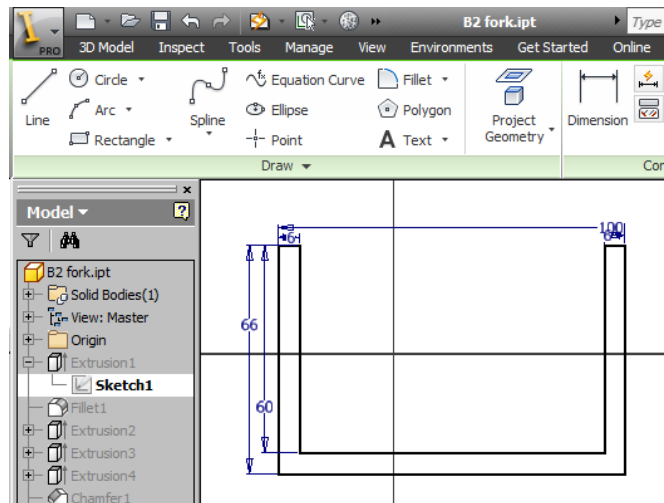 B2 fork.ipt
Type
PRO
3D Model Inspect Tools Manage View Environments Get Started Online
Line
Circle
Arc
Rectangle
Spline
Equation Curve
Ellipse
Point
Fillet
Polygon
Text
Project Geometry
Dimension
Draw
Con
Model
B2 fork.ipt
Solid Bodies(1)
View: Master
Origin
Extrusion1
Sketch1
Fillet1
Extrusion2
Extrusion3
Extrusion4
Chamfer1
100
6
6
66
60